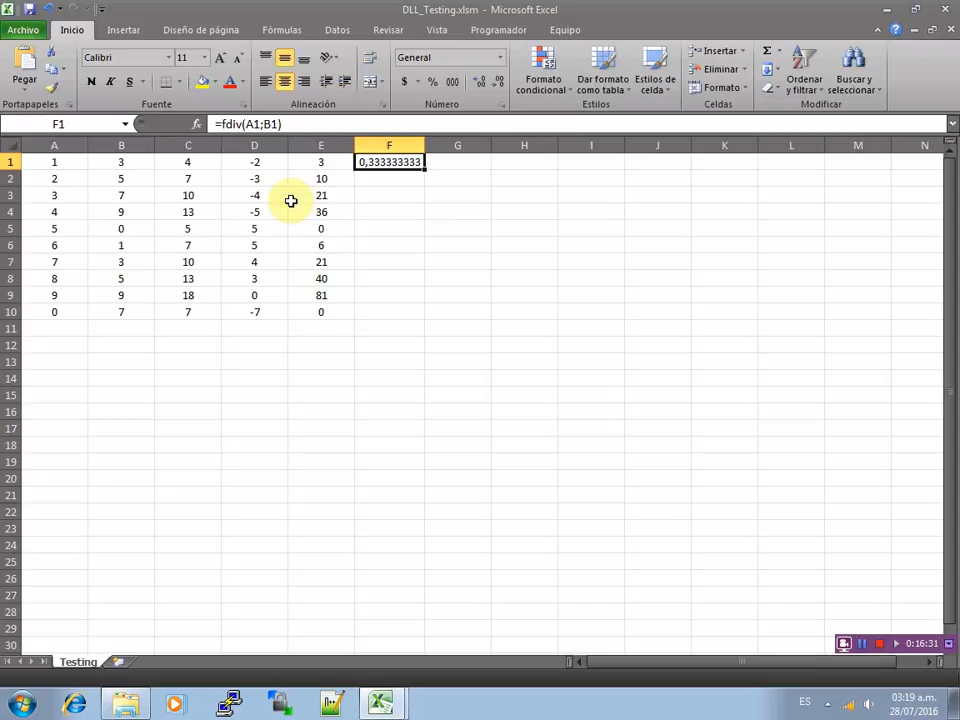 DLL_Testing.xlsm - Microsoft Excel
Archivo Inicio Insertar Diseño de página Fórmulas Datos Revisar Vista Programador Equipo
Pegar
Calibri 11 A A
N K S A
General
$ % 000
Formato condicional
Dar formato como tabla
Estilos de celda
Insertar
Eliminar
Formato
Σ
Ordenar y filtrar
Buscar y seleccionar
Portapapeles Fuente Alineación Número Estilos Celdas Modificar
F1 fx =fdiv(A1;B1)
A B C D E F G H I J K L M N
1 1 3 4 -2 3 0,333333333
2 2 5 7 -3 10
3 3 7 10 -4 21
4 4 9 13 -5 36
5 5 0 5 5 0
6 6 1 7 5 6
7 7 3 10 4 21
8 8 5 13 3 40
9 9 9 18 0 81
10 0 7 7 -7 0
11
12
13
14
15
16
17
18
19
20
21
22
23
24
25
26
27
28
29
30
0:16:31
Testing
ES
03:19 a.m.
28/07/2016